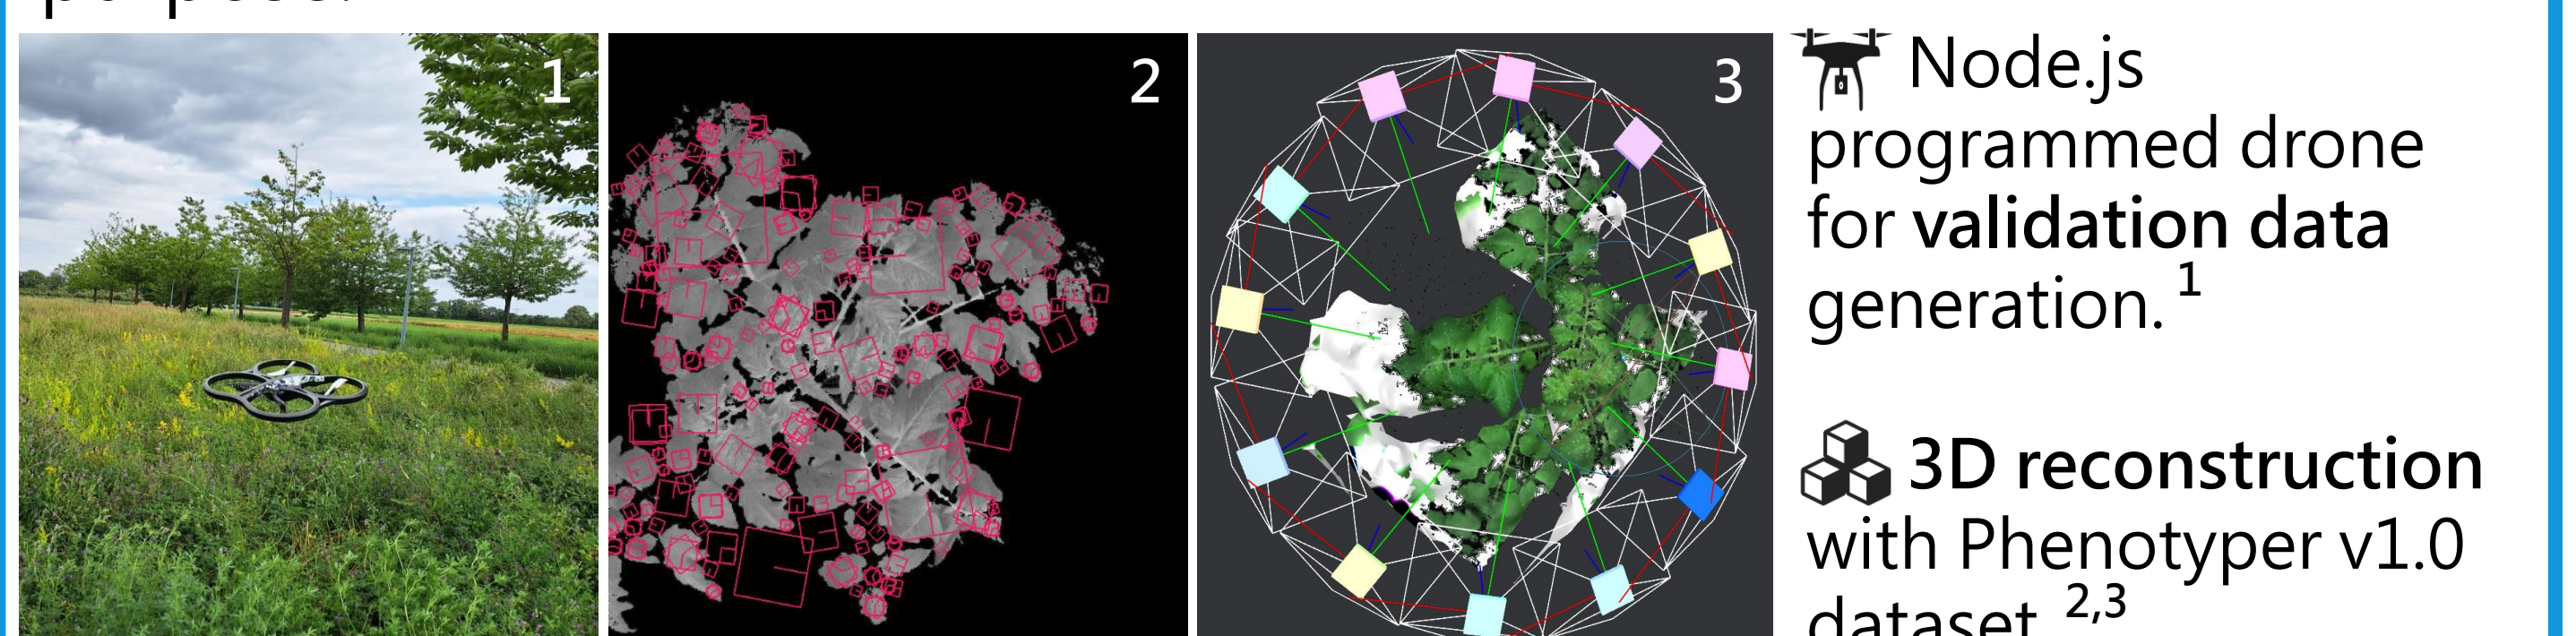 1
2
3
Node.js
programmed drone
for validation data
generation. 1
3D reconstruction
with Phenotyper v1.0
dataset. 2,3